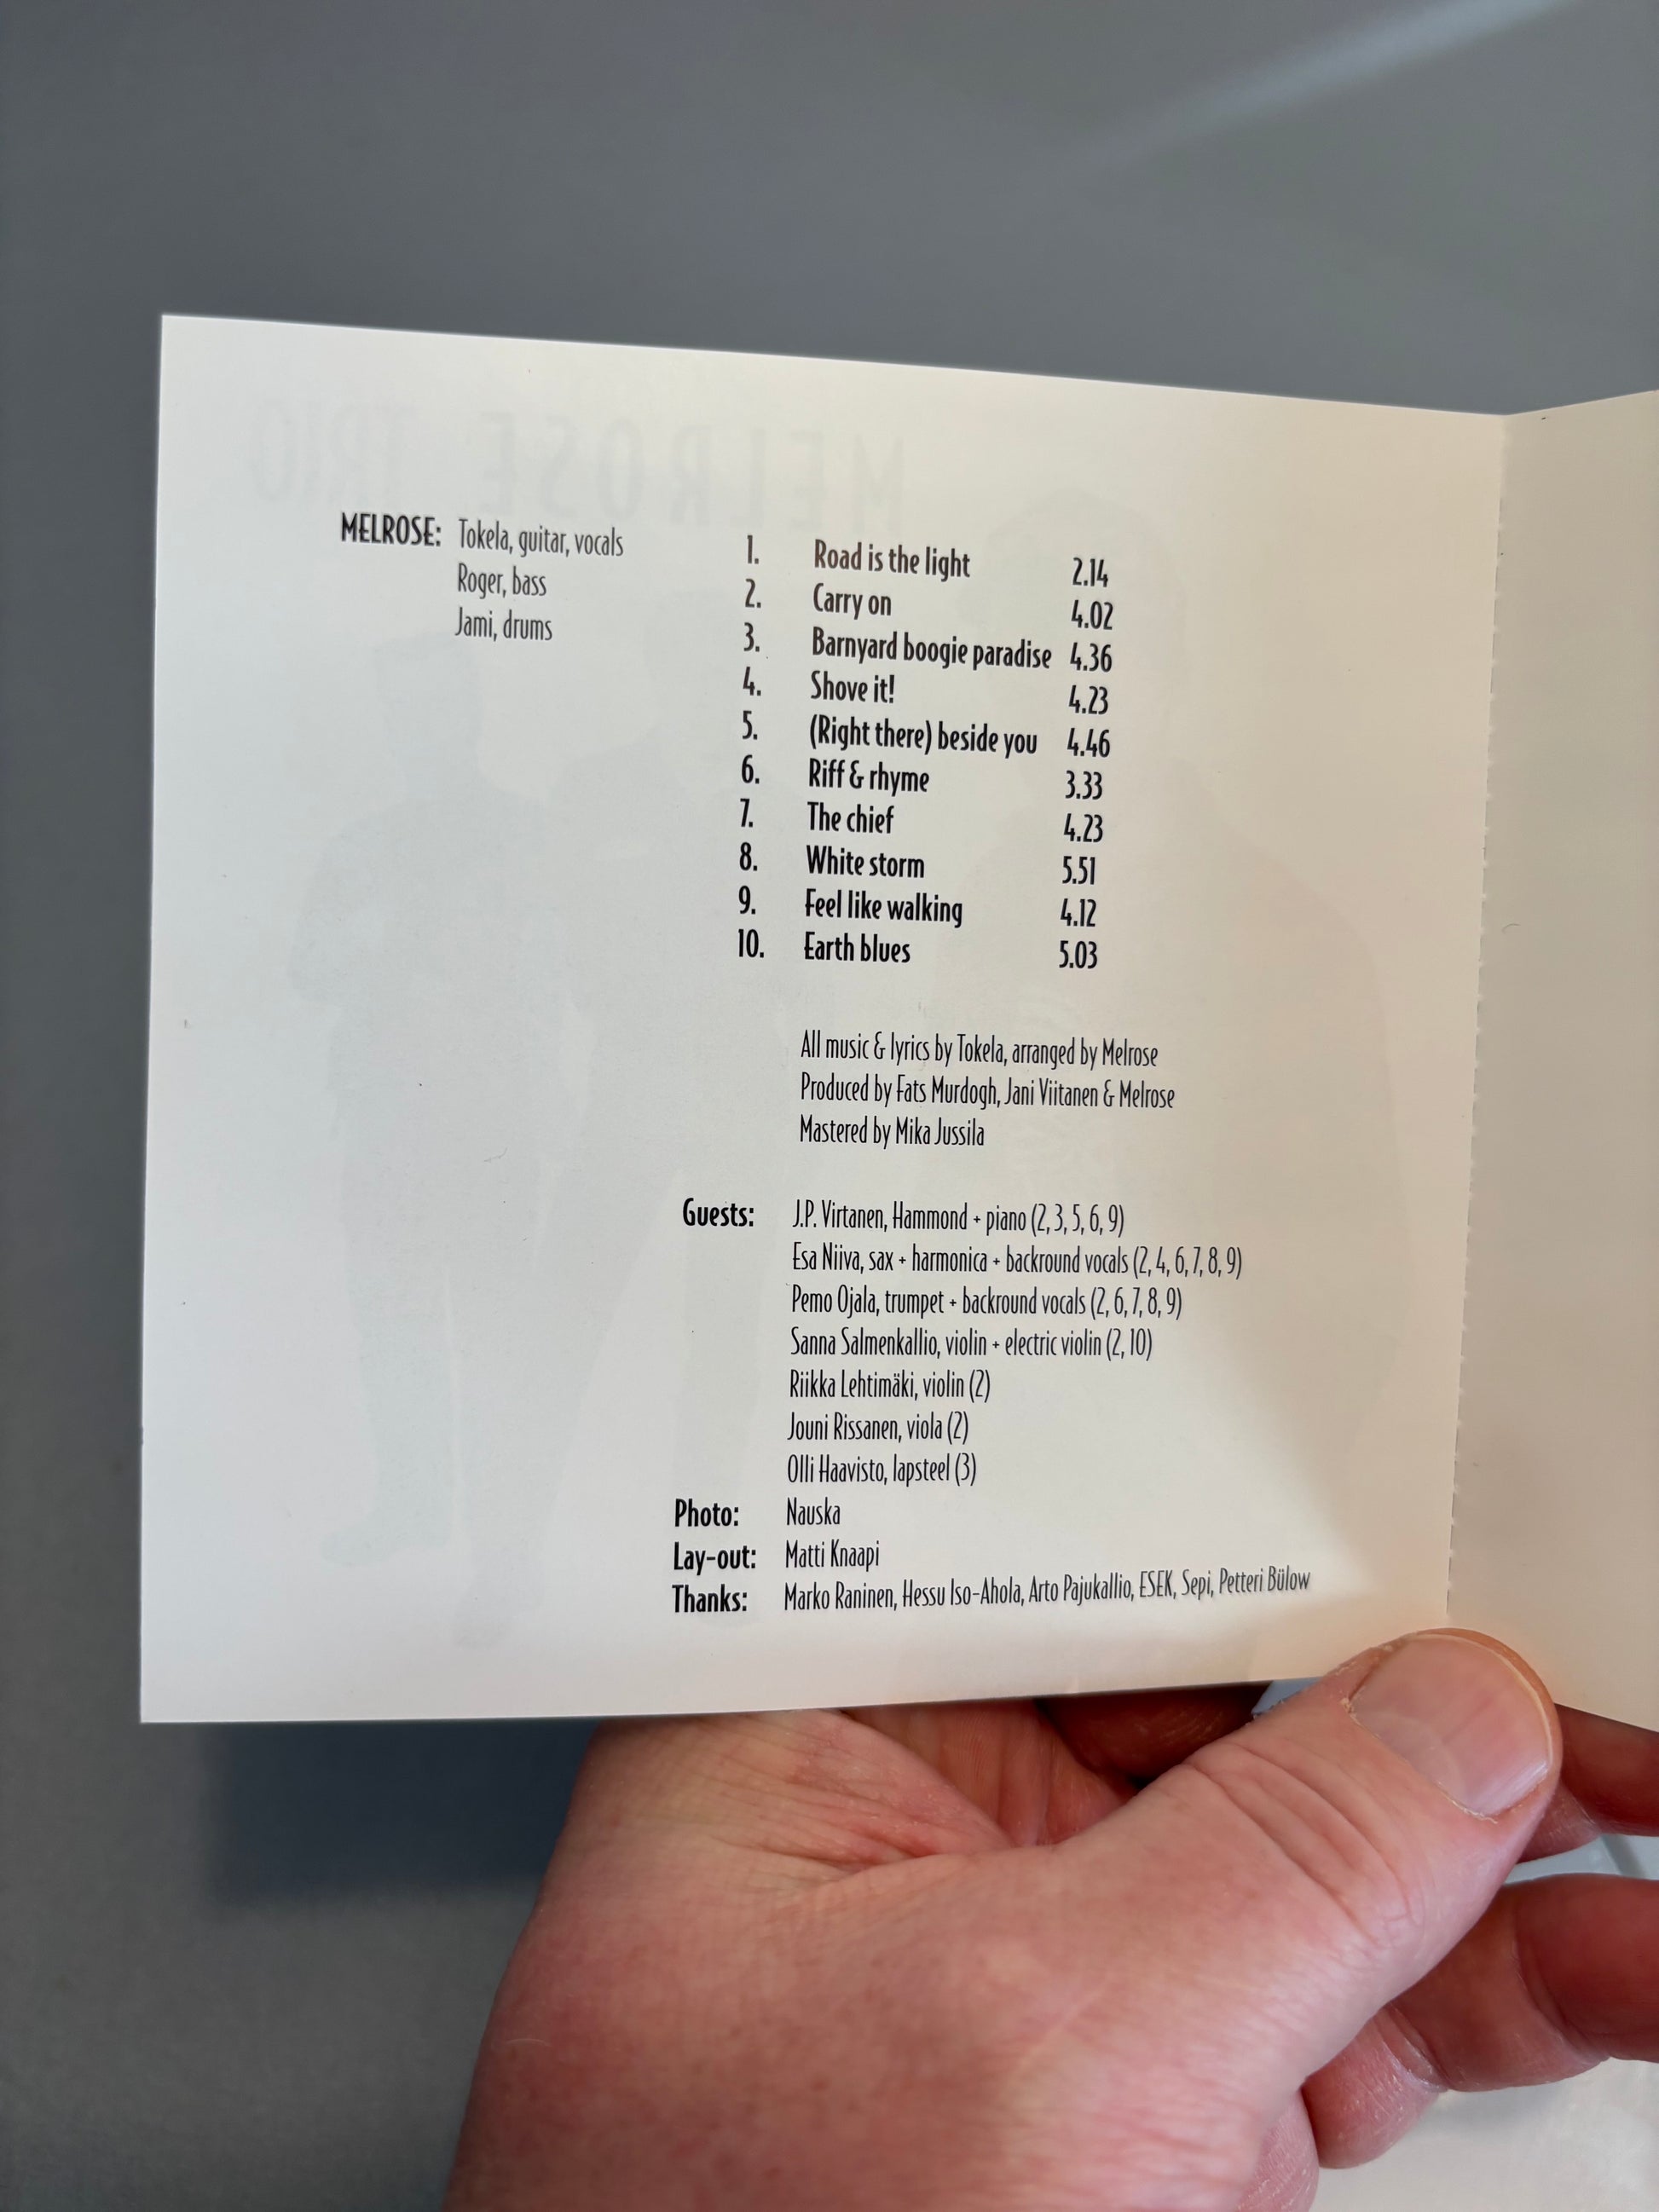 MELROSE TRIO
MELROSE: Tokela, guitar, vocals
Roger, bass
Jami, drums
1. Road is the light 2.14
2. Carry on 4.02
3. Barnyard boogie paradise 4.36
4. Shove it! 4.23
5. (Right there) beside you 4.46
6. Riff & rhyme 3.33
7. The chief 4.23
8. White storm 5.51
9. Feel like walking 4.12
10. Earth blues 5.03
All music & lyrics by Tokela, arranged by Melrose
Produced by Fats Murdogh, Jani Viitanen & Melrose
Mastered by Mika Jussila
Guests: J.P. Virtanen, Hammond + piano (2, 3, 5, 6, 9)
Esa Niiva, sax + harmonica + backround vocals (2, 4, 6, 7, 8, 9)
Pemo Ojala, trumpet + backround vocals (2, 6, 7, 8, 9)
Sanna Salmenkallio, violin + electric violin (2, 10)
Riikka Lehtimäki, violin (2)
Jouni Rissanen, viola (2)
Olli Haavisto, lapsteel (3)
Photo: Nauska
Lay-out: Matti Knaapi
Thanks: Marko Raninen, Hessu Iso-Ahola, Arto Pajukallio, ESEK, Sepi, Petteri Bülow